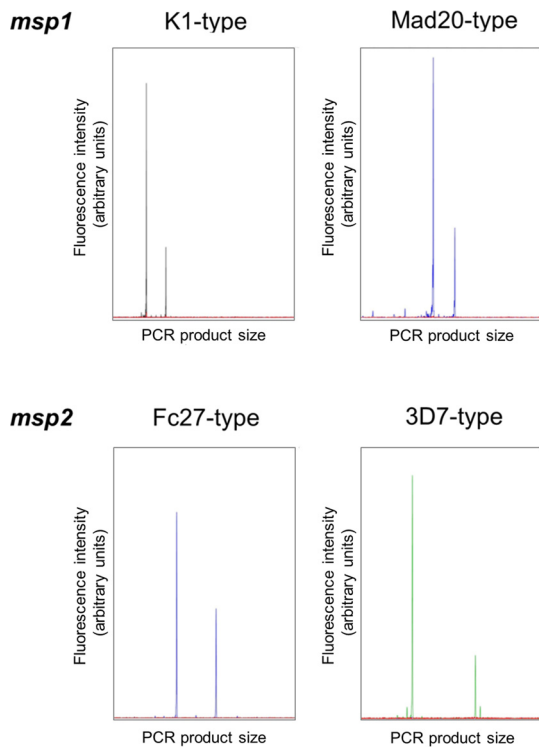 msp1
K1-type
Mad20-type
Fluorescence intensity
(arbitrary units)
PCR product size
Fluorescence intensity
(arbitrary units)
PCR product size
msp2
Fc27-type
3D7-type
Fluorescence intensity
(arbitrary units)
PCR product size
Fluorescence intensity
(arbitrary units)
PCR product size